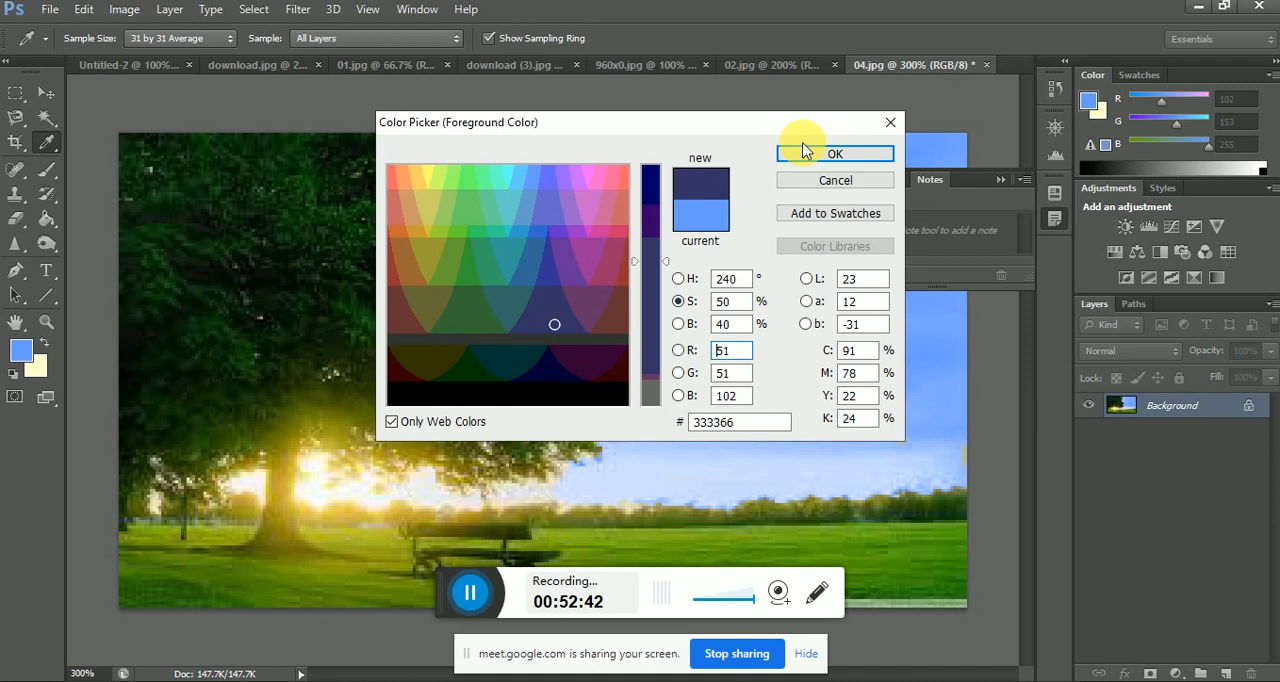 Ps File Edit Image Layer Type Select Filter 3D View Window Help
Sample Size: 31 by 31 Average Sample: All Layers Show Sampling Ring Essentials
Untitled-2 @ 100%... × download.jpg @ 2... × 01.jpg @ 66.7% (R... × download (3).jpg ... × 960x0.jpg @ 100% ... × 02.jpg @ 200% (R... × 04.jpg @ 300% (RGB/8) * ×
Color Swatches
R 102
G 153
B 255
Adjustments Styles
Add an adjustment
Layers Paths
Kind
Normal Opacity: 100%
Lock: Fill: 100%
Background
Notes
te tool to add a note
Color Picker (Foreground Color)
new
current
OK
Cancel
Add to Swatches
Color Libraries
H: 240 °
S: 50 %
B: 40 %
R: 51
G: 51
B: 102
# 333366
L: 23
a: 12
b: -31
C: 91 %
M: 78 %
Y: 22 %
K: 24 %
Only Web Colors
Recording...
00:52:42
meet.google.com is sharing your screen. Stop sharing Hide
300% Doc: 147.7K/147.7K